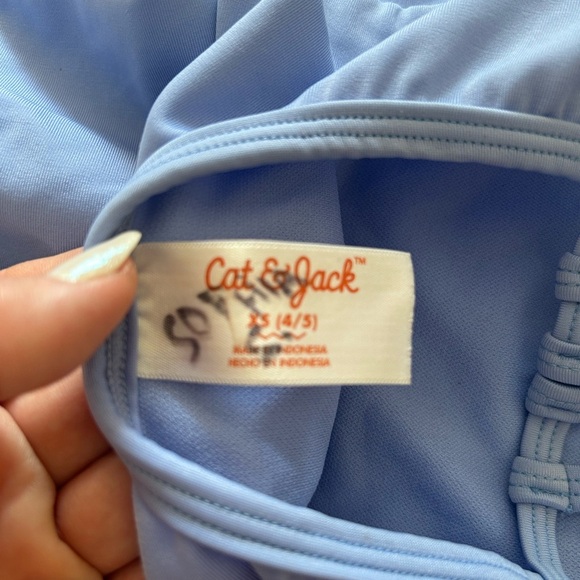 Cat & Jack™
XS (4/5)
MADE IN INDONESIA
HECHO EN INDONESIA